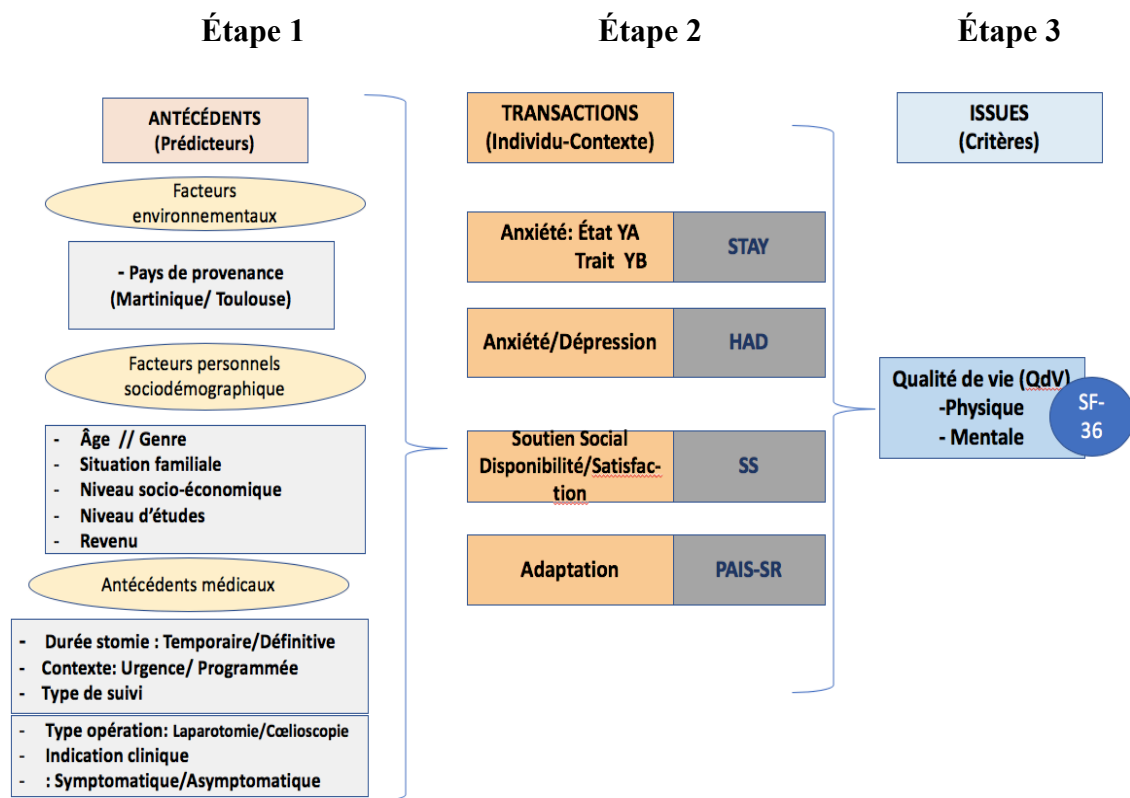 Étape 1
Étape 2
Étape 3
ANTÉCÉDENTS
(Prédicteurs)
Facteurs
environnementaux
- Pays de provenance
(Martinique/ Toulouse)
Facteurs personnels
sociodémographique
- Âge // Genre
- Situation familiale
- Niveau socio-économique
- Niveau d'études
- Revenu
Antécédents médicaux
- Durée stomie : Temporaire/Définitive
- Contexte: Urgence/ Programmée
- Type de suivi
- Type opération: Laparotomie/Cœlioscopie
- Indication clinique
- : Symptomatique/Asymptomatique
TRANSACTIONS
(Individu-Contexte)
Anxiété: État YA
Trait YB
STAY
Anxiété/Dépression
HAD
Soutien Social
Disponibilité/Satisfac-
tion
SS
Adaptation
PAIS-SR
ISSUES
(Critères)
Qualité de vie (QdV)
-Physique
- Mentale
SF-
36